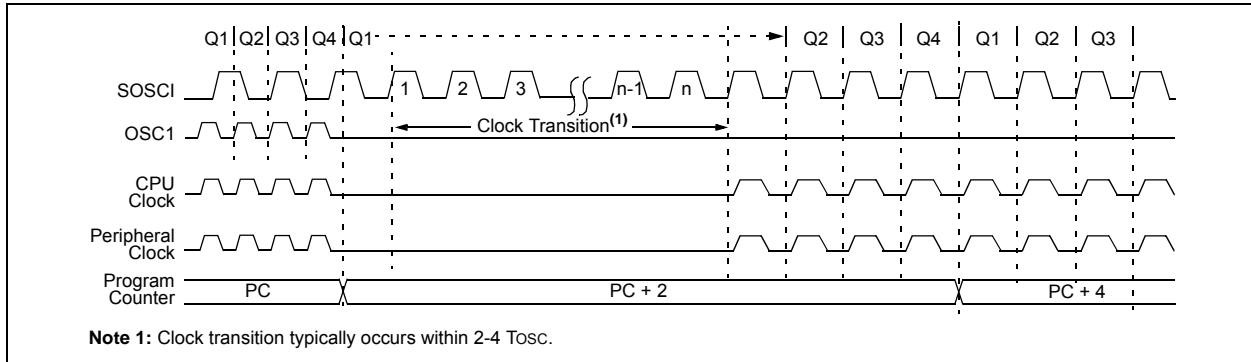 Q1 Q2 Q3 Q4 Q1 Q2 Q3 Q4 Q1 Q2 Q3
SOSCI
1 2 3 n-1 n
OSC1
Clock Transition(1)
CPU
Clock
Peripheral
Clock
Program
Counter
PC PC + 2 PC + 4
Note 1: Clock transition typically occurs within 2-4 TOSC.